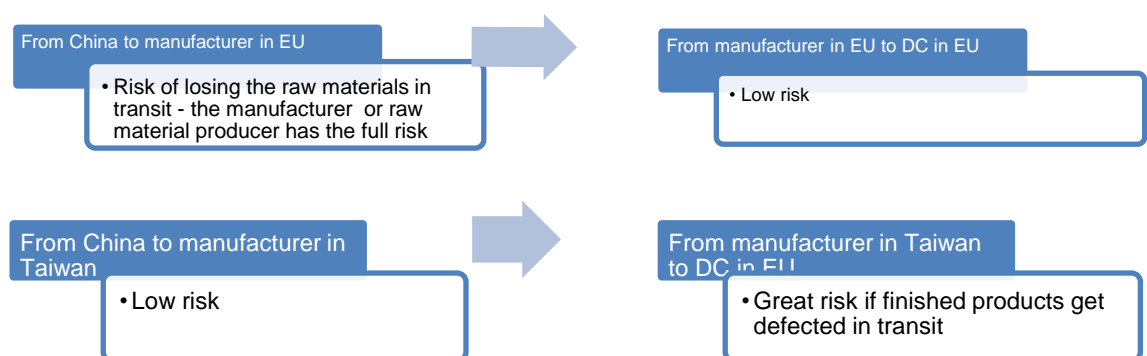 From China to manufacturer in EU
• Risk of losing the raw materials in
transit - the manufacturer or raw
material producer has the full risk
From manufacturer in EU to DC in EU
• Low risk
From China to manufacturer in
Taiwan
• Low risk
From manufacturer in Taiwan
to DC in EU
• Great risk if finished products get
defected in transit